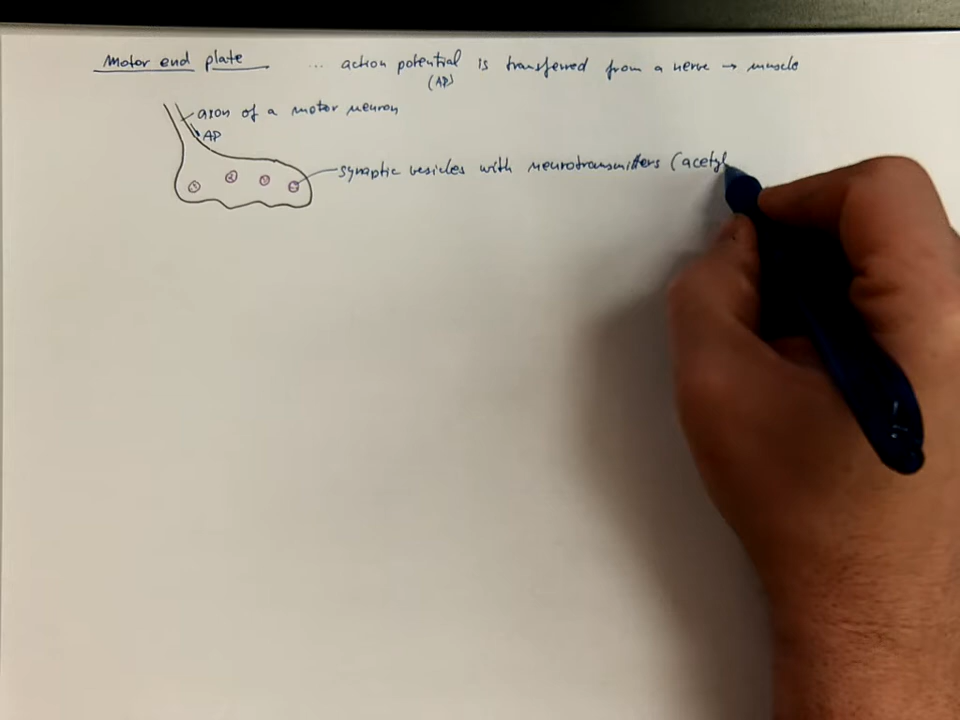 Motor end plate ... action potential is transferred from a nerve → muscle
(AP)
axon of a motor neuron
AP
synaptic vesicles with neurotransmitters (acetyl